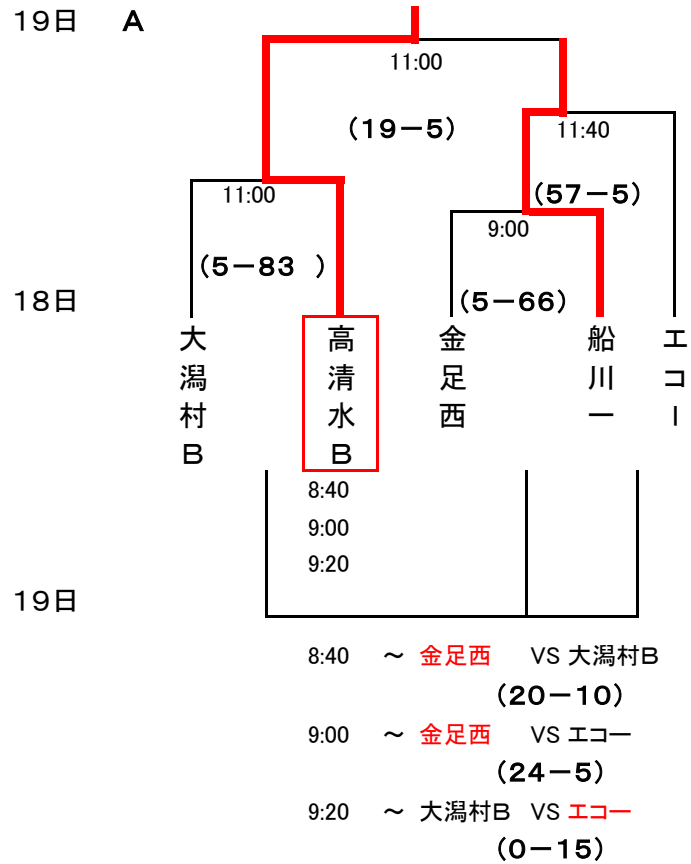 19日 A
11:00
(19－5)
11:40
11:00
(57－5)
9:00
(5－83 )
(5－66)
18日
大潟村B
高清水B
金足西
船川一
エコー
8:40
9:00
9:20
19日
8:40 ～ 金足西 VS 大潟村B
(20－10)
9:00 ～ 金足西 VS エコー
(24－5)
9:20 ～ 大潟村B VS エコー
(0－15)